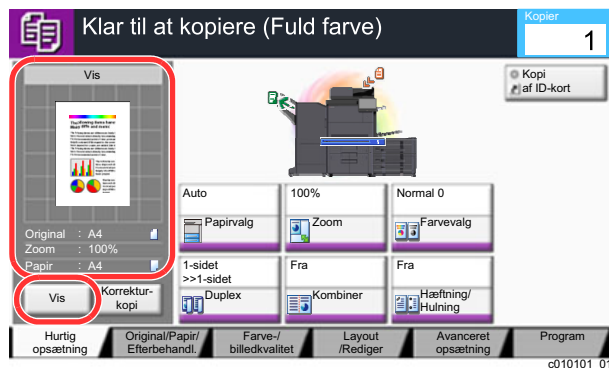 Klar til at kopiere (Fuld farve)
Kopier
1
Vis
Original : A4
Zoom : 100%
Papir : A4
Vis
Korrektur-
kopi
Kopi
af ID-kort
Auto
Papirvalg
100%
Zoom
Normal 0
Farvevalg
1-sidet
>>1-sidet
Duplex
Fra
Kombiner
Fra
Hæftning/
Hulning
Hurtig
opsætning
Original/Papir/
Efterbehandl.
Farve-/
billedkvalitet
Layout
/Rediger
Avanceret
opsætning
Program
c010101_01